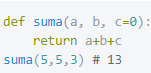 def suma(a, b, c=0):
    return a+b+c
suma(5,5,3) # 13